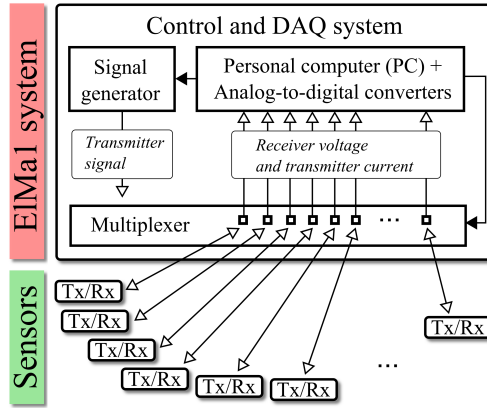 ElMa1 system
Control and DAQ system
Signal
generator
Personal computer (PC) +
Analog-to-digital converters
Transmitter
signal
Receiver voltage
and transmitter current
Multiplexer
...
Sensors
Tx/Rx
Tx/Rx
Tx/Rx
Tx/Rx
Tx/Rx
Tx/Rx
...
Tx/Rx